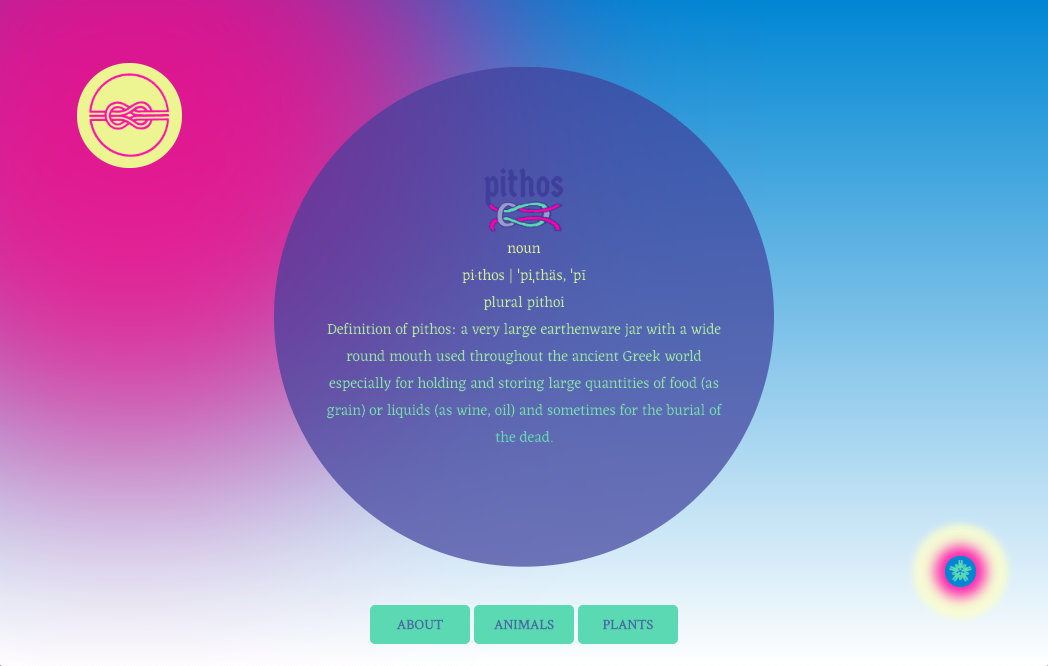 pithos
noun
pi·thos | ˈpiˌthäs, ˈpī
plural pithoi
Definition of pithos: a very large earthenware jar with a wide
round mouth used throughout the ancient Greek world
especially for holding and storing large quantities of food (as
grain) or liquids (as wine, oil) and sometimes for the burial of
the dead.
ABOUT ANIMALS PLANTS